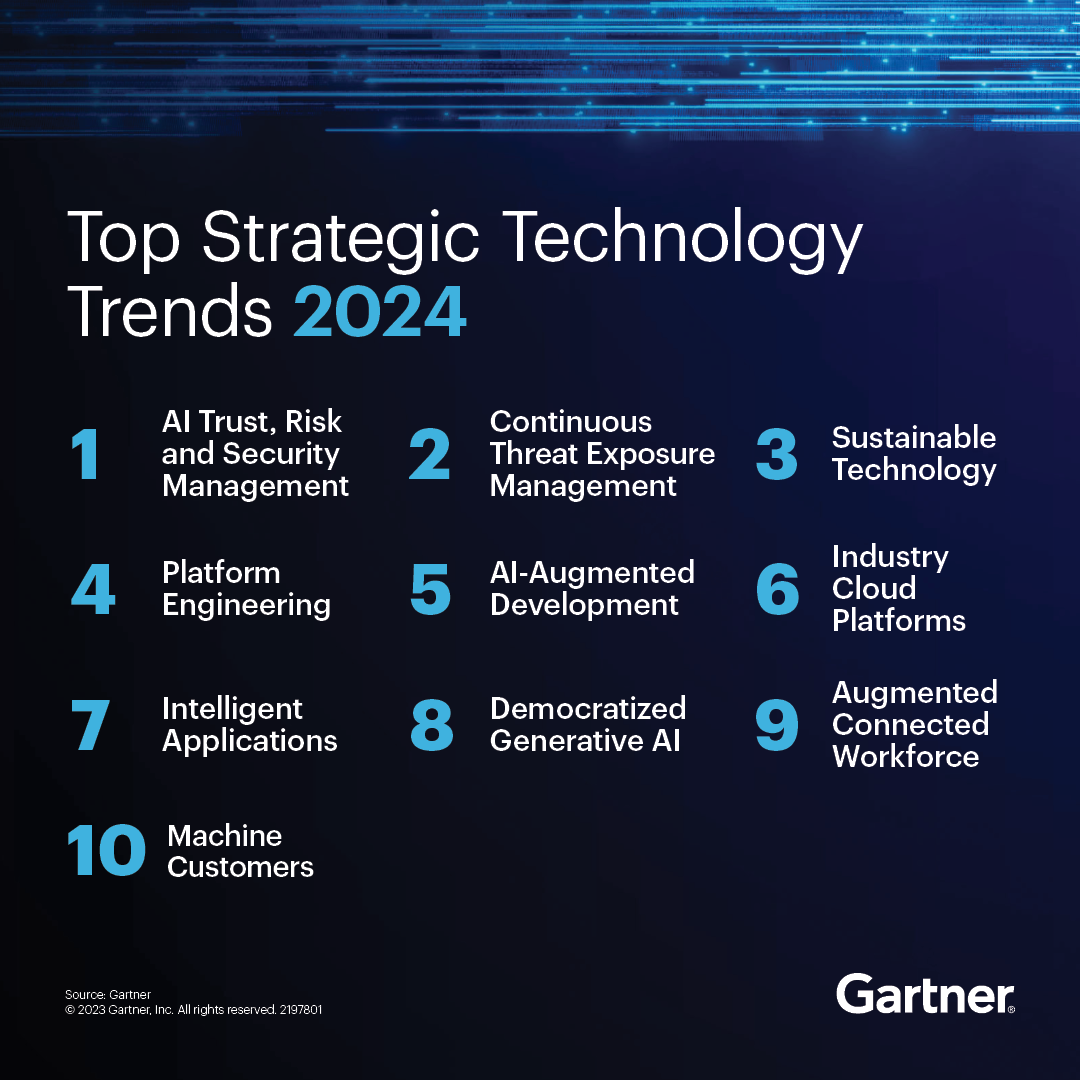 Top Strategic Technology
Trends 2024
1
AI Trust, Risk
and Security
Management
2
Continuous
Threat Exposure
Management
3
Sustainable
Technology
4
Platform
Engineering
5
AI-Augmented
Development
6
Industry
Cloud
Platforms
7
Intelligent
Applications
8
Democratized
Generative AI
9
Augmented
Connected
Workforce
10
Machine
Customers
Source: Gartner
© 2023 Gartner, Inc. All rights reserved. 2197801
Gartner®